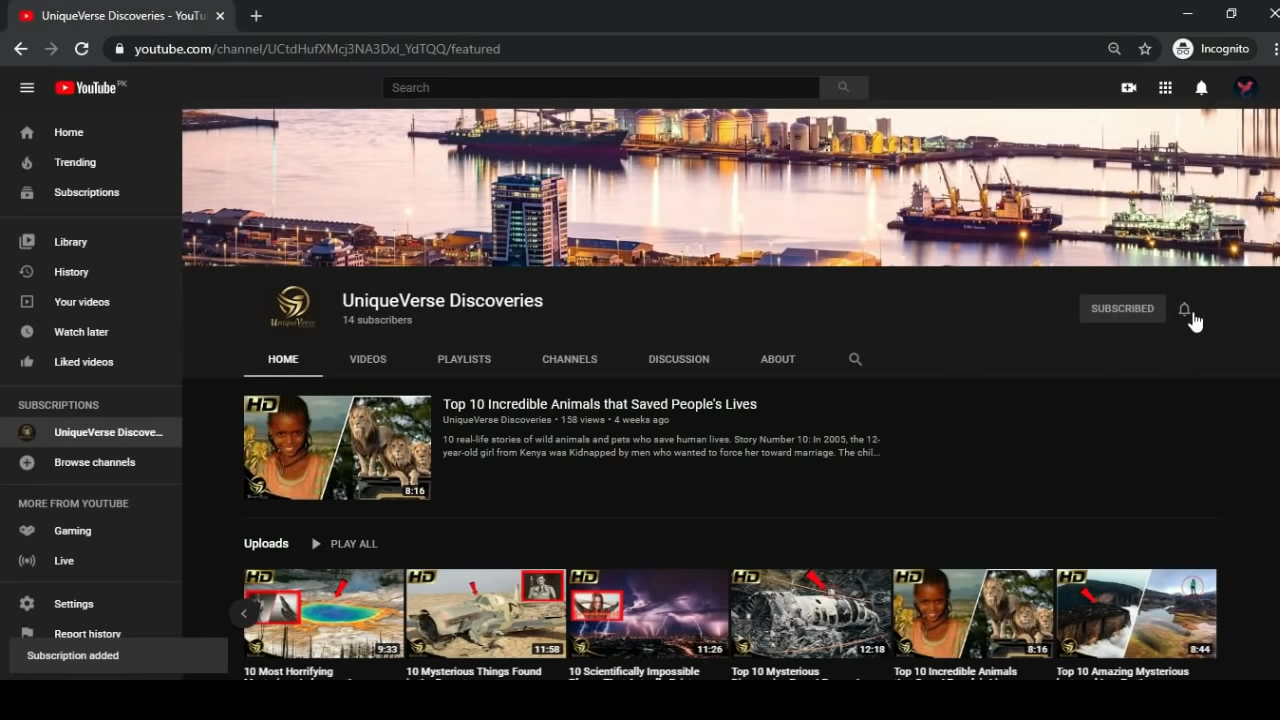 UniqueVerse Discoveries - YouTu
youtube.com/channel/UCtdHufXMcj3NA3DxI_YdTQQ/featured
Incognito
YouTube PK
Search
Home
Trending
Subscriptions
Library
History
Your videos
Watch later
Liked videos
SUBSCRIPTIONS
UniqueVerse Discove...
Browse channels
MORE FROM YOUTUBE
Gaming
Live
Settings
Report history
Subscription added
UniqueVerse
UniqueVerse Discoveries
14 subscribers
SUBSCRIBED
HOME VIDEOS PLAYLISTS CHANNELS DISCUSSION ABOUT
HD
8:16
Top 10 Incredible Animals that Saved People's Lives
UniqueVerse Discoveries • 158 views • 4 weeks ago
10 real-life stories of wild animals and pets who save human lives. Story Number 10: In 2005, the 12-
year-old girl from Kenya was Kidnapped by men who wanted to force her toward marriage. The chil...
Uploads PLAY ALL
HD HD HD HD HD HD
9:33 11:58 11:26 12:18 8:16 8:44
10 Most Horrifying
10 Mysterious Things Found
10 Scientifically Impossible
Top 10 Mysterious
Top 10 Incredible Animals
Top 10 Amazing Mysterious